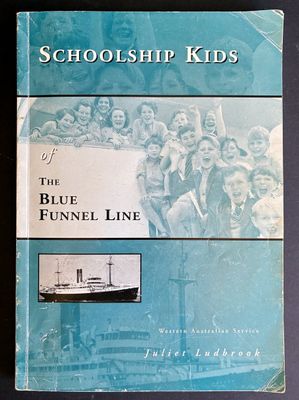 SCHOOLSHIP KIDS
of
THE
BLUE
FUNNEL LINE
Western Australian Service
Juliet Ludbrook